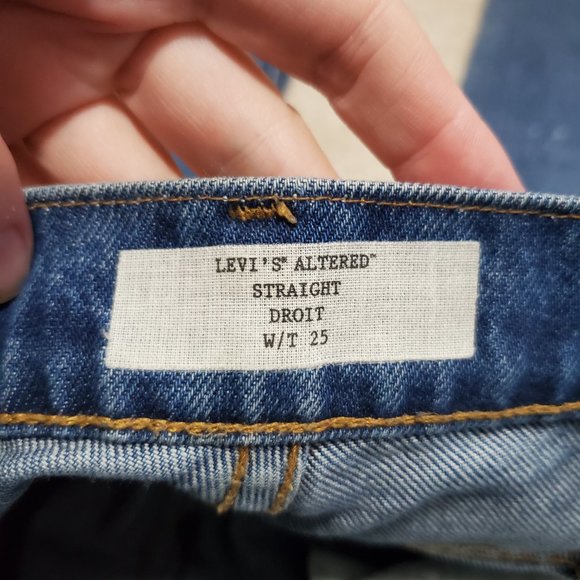 LEVI'S® ALTERED™
STRAIGHT
DROIT
W/T 25